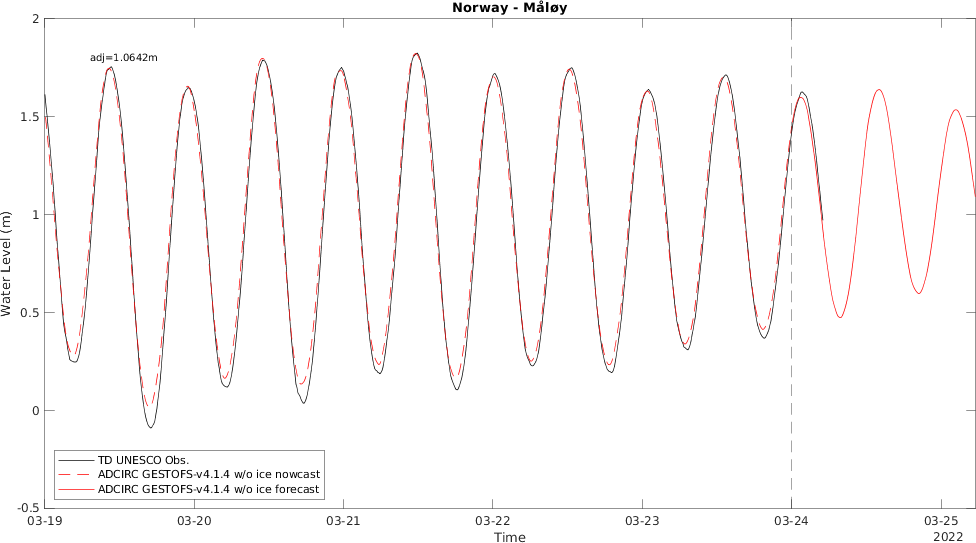 Norway - Måløy
adj=1.0642m
2
1.5
1
0.5
0
-0.5
Water Level (m)
TD UNESCO Obs.
ADCIRC GESTOFS-v4.1.4 w/o ice nowcast
ADCIRC GESTOFS-v4.1.4 w/o ice forecast
03-19 03-20 03-21 03-22 03-23 03-24 03-25
Time
2022